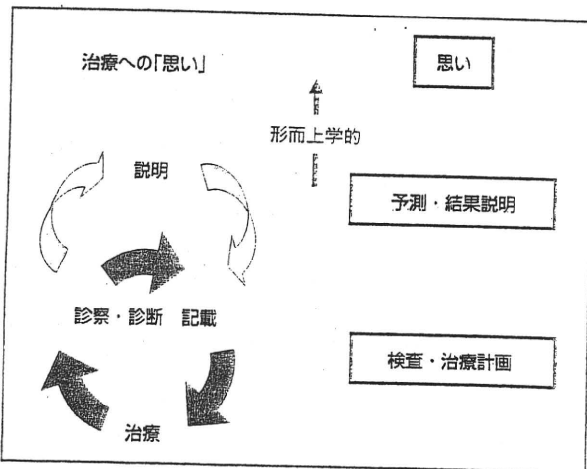 治療への「思い」
思い
形而上学的
説明
予測・結果説明
診察・診断 記載
検査・治療計画
治療